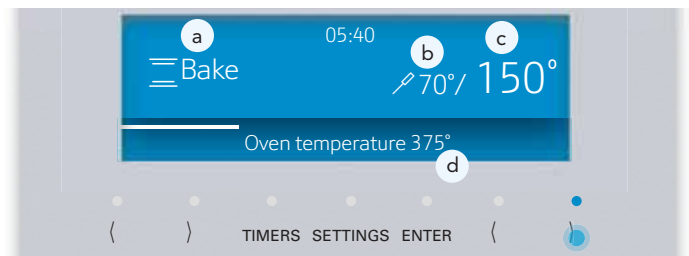 a
05:40
b
c
Bake
70°/ 150°
Oven temperature 375°
d
⟨ ⟩ TIMERS SETTINGS ENTER ⟨ ⟩